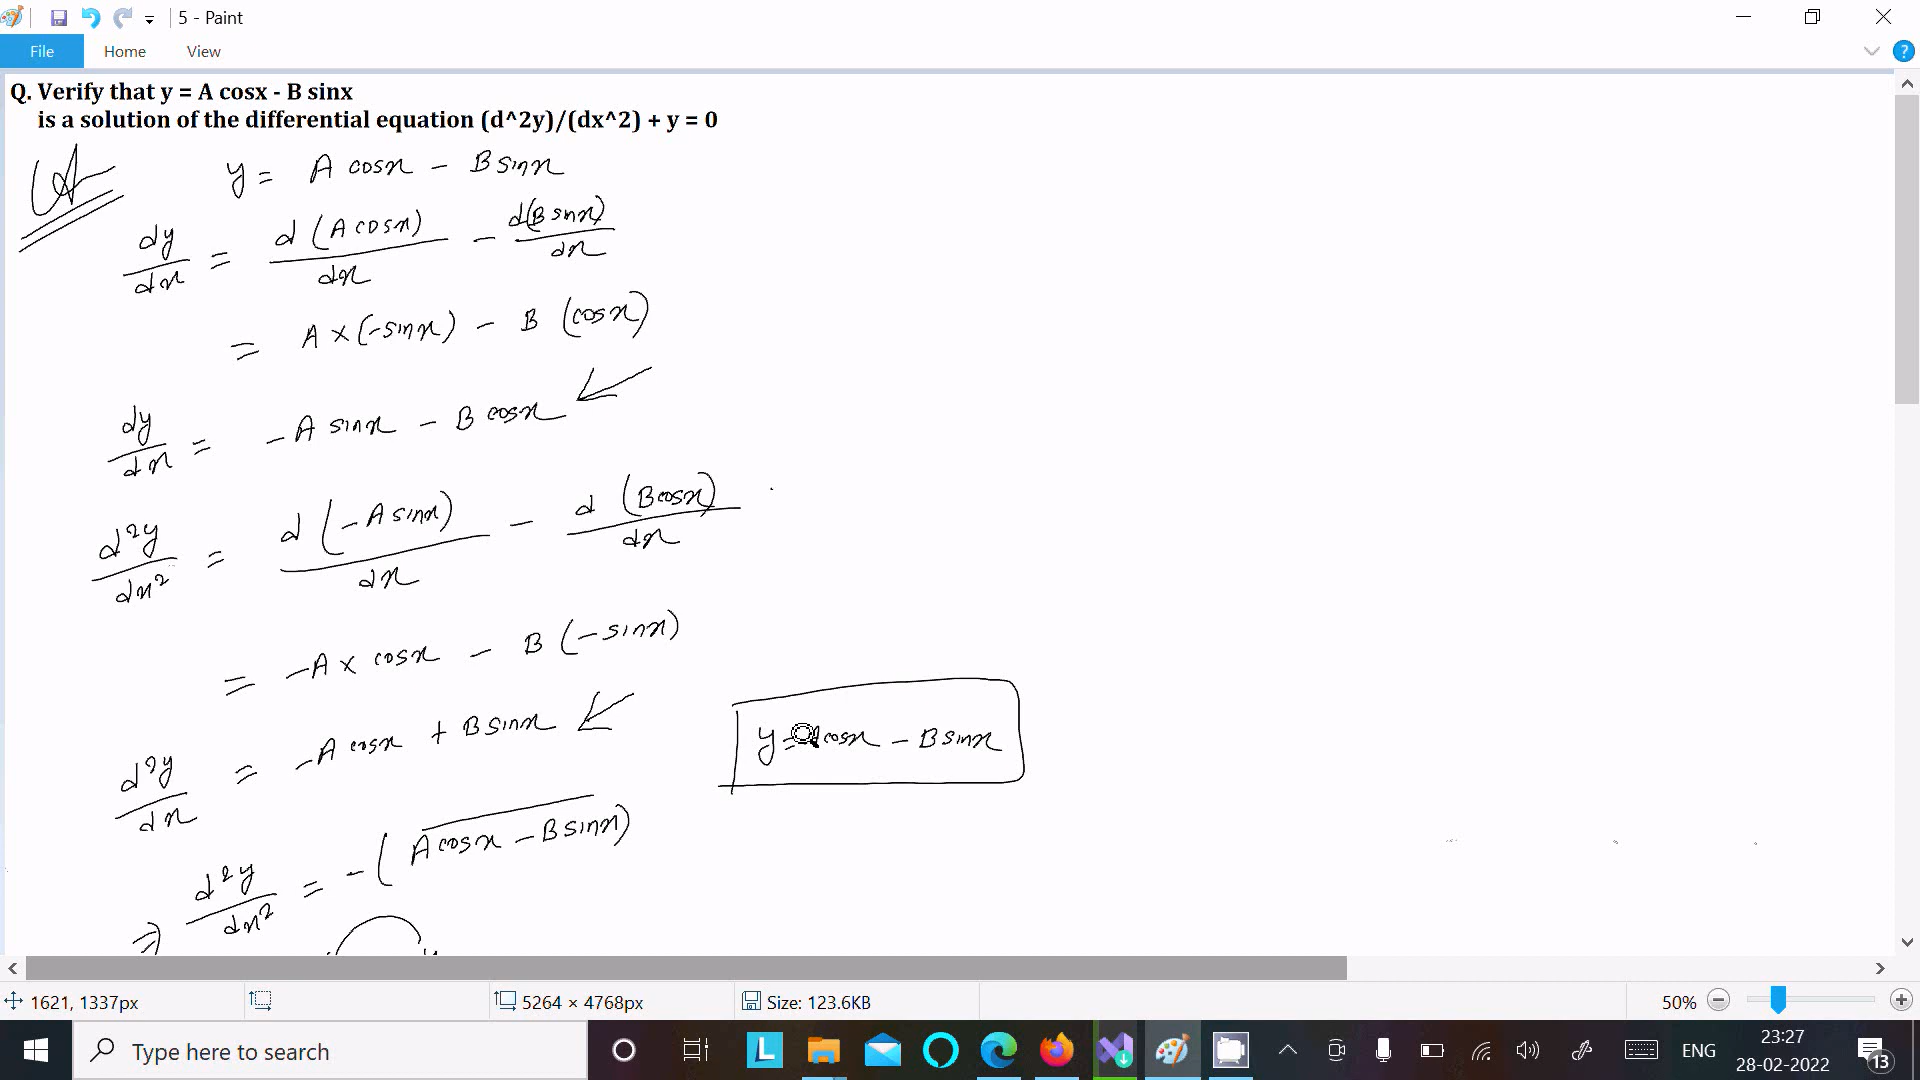 5 - Paint
File Home View
Q. Verify that y = A cosx - B sinx
is a solution of the differential equation (d^2y)/(dx^2) + y = 0
y = A cosx - B sinx
dy/dx = d(A cosx)/dx - d(B sinx)/dx
= A x (-sinx) - B (cosx)
dy/dx = -A sinx - B cosx
d²y/dx² = d(-A sinx)/dx - d(B cosx)/dx
= -A x cosx - B (-sinx)
d²y/dx = -A cosx + B sinx
y = A cosx - B sinx
⇒ d²y/dx² = -(A cosx - B sinx)
1621, 1337px
5264 × 4768px
Size: 123.6KB
50%
Type here to search
L
ENG
23:27
28-02-2022
13